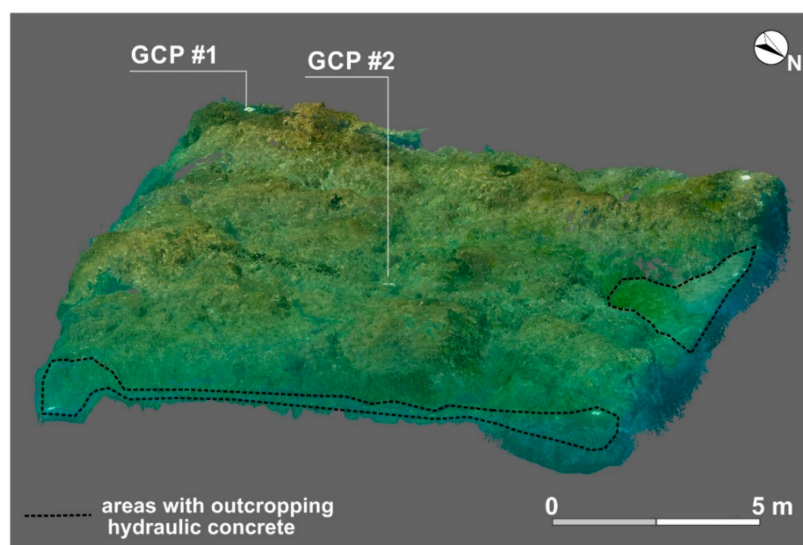 GCP #1
GCP #2
N
areas with outcropping
hydraulic concrete
0 5 m